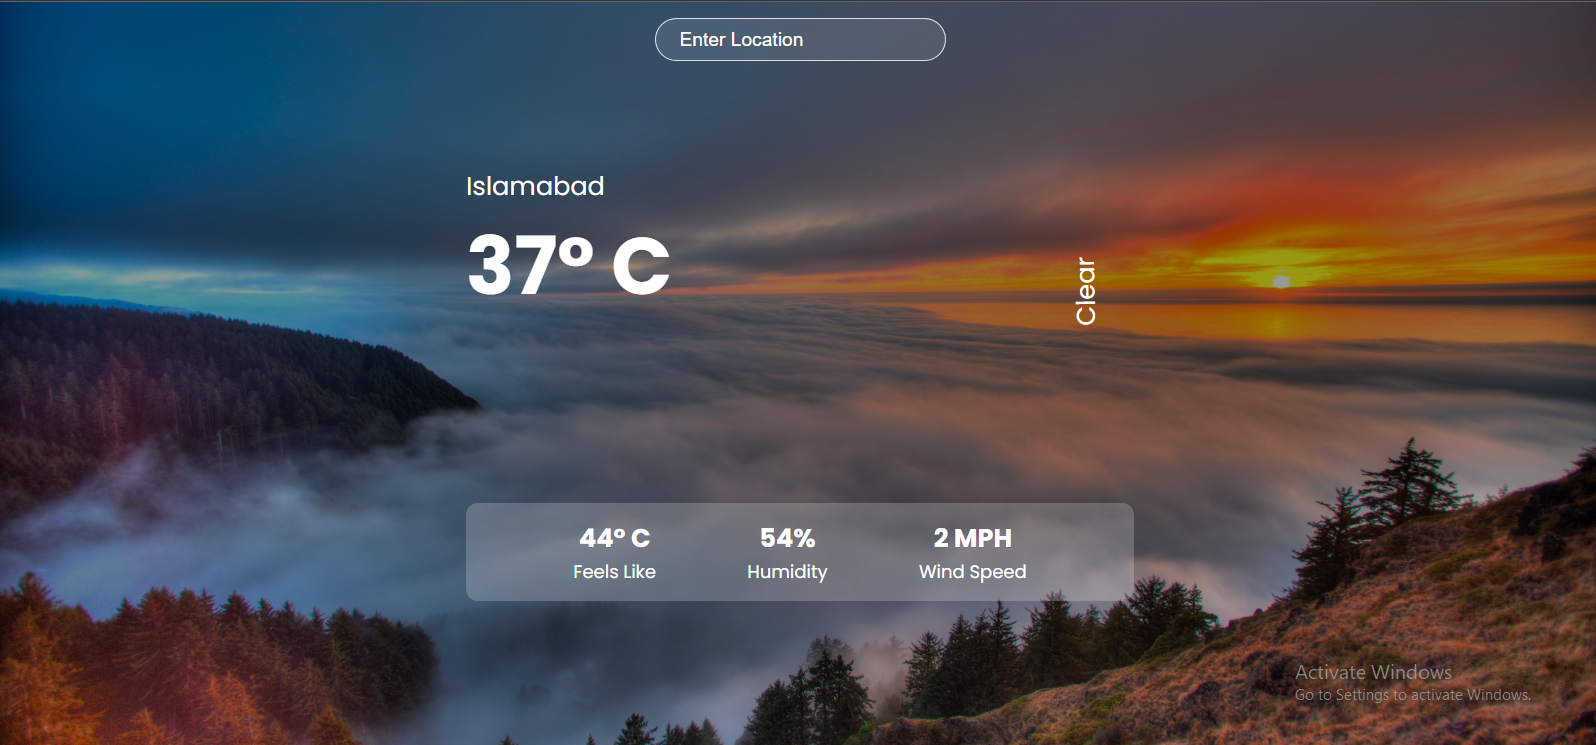 Enter Location
Islamabad
37° C
Clear
44° C
Feels Like
54%
Humidity
2 MPH
Wind Speed
Activate Windows
Go to Settings to activate Windows.